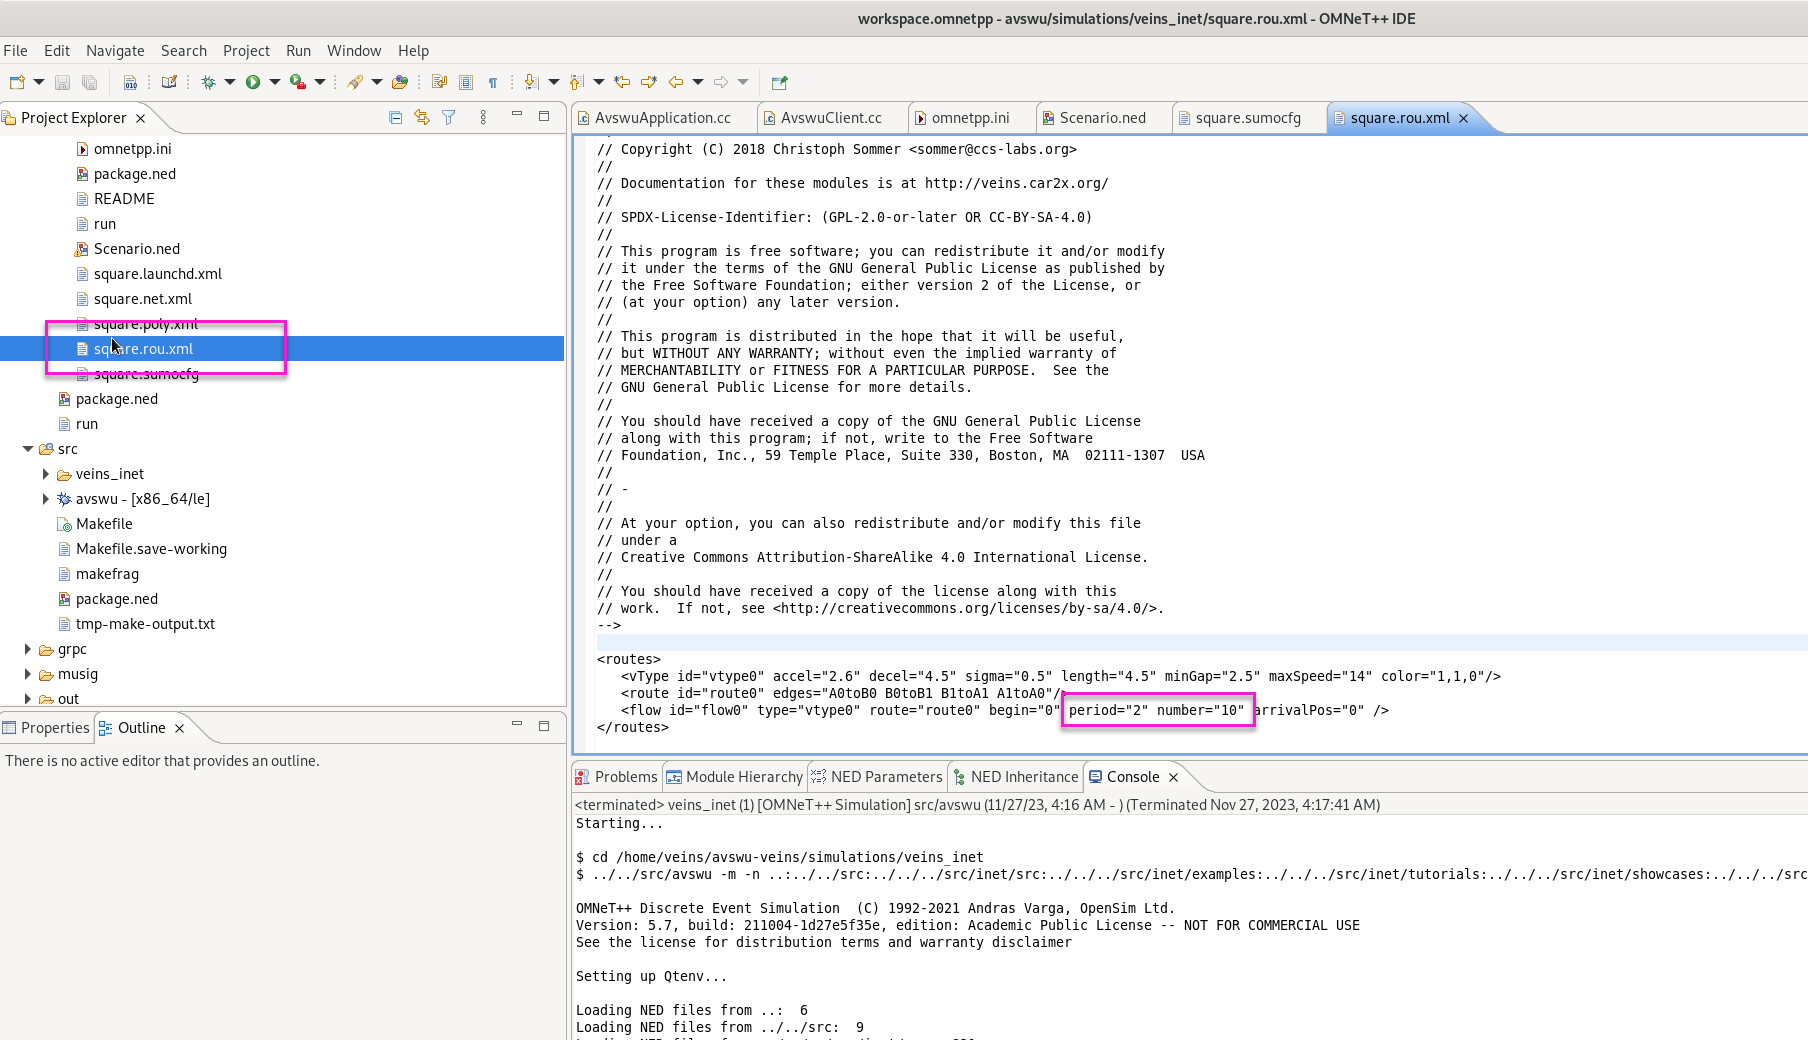 workspace.omnetpp - avswu/simulations/veins_inet/square.rou.xml - OMNeT++ IDE
File Edit Navigate Search Project Run Window Help
Project Explorer
omnetpp.ini
package.ned
README
run
Scenario.ned
square.launchd.xml
square.net.xml
square.poly.xml
square.rou.xml
square.sumocfg
package.ned
run
src
veins_inet
avswu - [x86_64/le]
Makefile
Makefile.save-working
makefrag
package.ned
tmp-make-output.txt
grpc
musig
out
Properties Outline
There is no active editor that provides an outline.
AvswuApplication.cc AvswuClient.cc omnetpp.ini Scenario.ned square.sumocfg square.rou.xml
// Copyright (C) 2018 Christoph Sommer <sommer@ccs-labs.org>
//
// Documentation for these modules is at http://veins.car2x.org/
//
// SPDX-License-Identifier: (GPL-2.0-or-later OR CC-BY-SA-4.0)
//
// This program is free software; you can redistribute it and/or modify
// it under the terms of the GNU General Public License as published by
// the Free Software Foundation; either version 2 of the License, or
// (at your option) any later version.
//
// This program is distributed in the hope that it will be useful,
// but WITHOUT ANY WARRANTY; without even the implied warranty of
// MERCHANTABILITY or FITNESS FOR A PARTICULAR PURPOSE.  See the
// GNU General Public License for more details.
//
// You should have received a copy of the GNU General Public License
// along with this program; if not, write to the Free Software
// Foundation, Inc., 59 Temple Place, Suite 330, Boston, MA  02111-1307  USA
//
// -
//
// At your option, you can also redistribute and/or modify this file
// under a
// Creative Commons Attribution-ShareAlike 4.0 International License.
//
// You should have received a copy of the license along with this
// work.  If not, see <http://creativecommons.org/licenses/by-sa/4.0/>.
-->
<routes>
<vType id="vtype0" accel="2.6" decel="4.5" sigma="0.5" length="4.5" minGap="2.5" maxSpeed="14" color="1,1,0"/>
<route id="route0" edges="A0toB0 B0toB1 B1toA1 A1toA0"/>
<flow id="flow0" type="vtype0" route="route0" begin="0" period="2" number="10" arrivalPos="0" />
</routes>
Problems Module Hierarchy NED Parameters NED Inheritance Console
<terminated> veins_inet (1) [OMNeT++ Simulation] src/avswu (11/27/23, 4:16 AM - ) (Terminated Nov 27, 2023, 4:17:41 AM)
Starting...
$ cd /home/veins/avswu-veins/simulations/veins_inet
$ ../../src/avswu -m -n ..:../../src:../../../src/inet/src:../../../src/inet/examples:../../../src/inet/tutorials:../../../src/inet/showcases:../../../src
OMNeT++ Discrete Event Simulation  (C) 1992-2021 Andras Varga, OpenSim Ltd.
Version: 5.7, build: 211004-1d27e5f35e, edition: Academic Public License -- NOT FOR COMMERCIAL USE
See the license for distribution terms and warranty disclaimer
Setting up Qtenv...
Loading NED files from ..:  6
Loading NED files from ../../src:  9